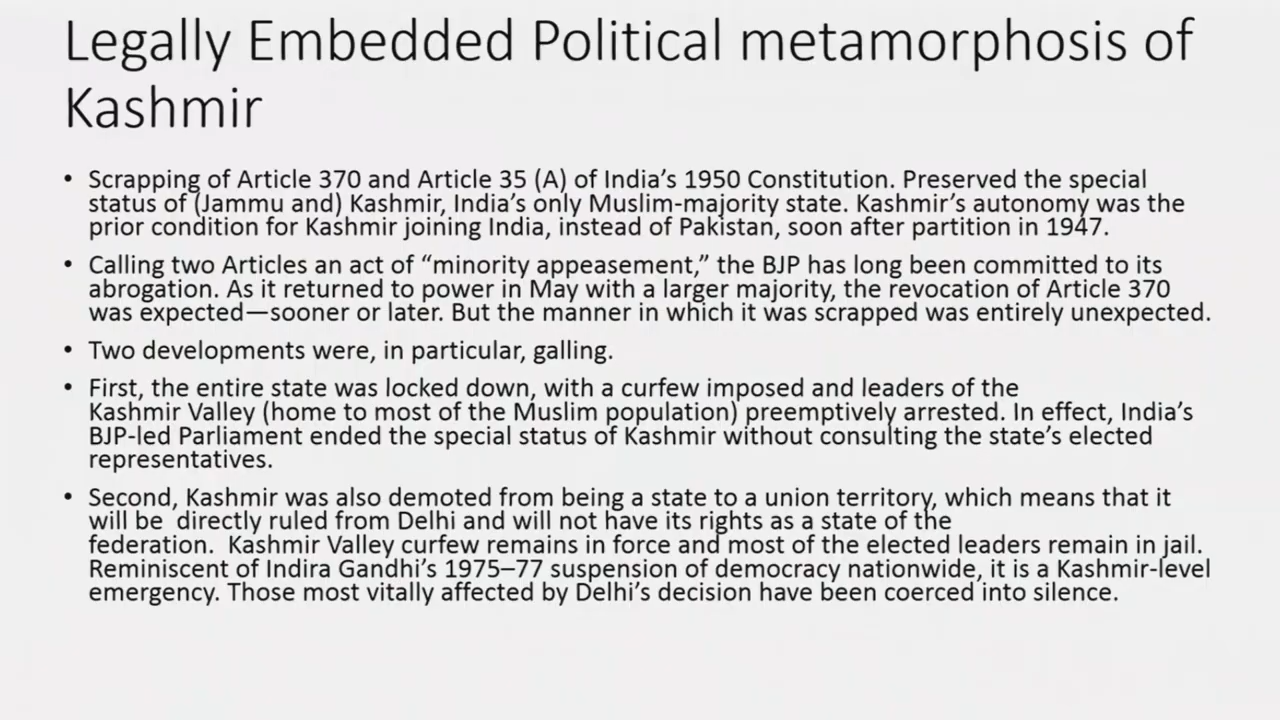 Legally Embedded Political metamorphosis of
Kashmir
• Scrapping of Article 370 and Article 35 (A) of India’s 1950 Constitution. Preserved the special
status of (Jammu and) Kashmir, India’s only Muslim-majority state. Kashmir’s autonomy was the
prior condition for Kashmir joining India, instead of Pakistan, soon after partition in 1947.
• Calling two Articles an act of “minority appeasement,” the BJP has long been committed to its
abrogation. As it returned to power in May with a larger majority, the revocation of Article 370
was expected—sooner or later. But the manner in which it was scrapped was entirely unexpected.
• Two developments were, in particular, galling.
• First, the entire state was locked down, with a curfew imposed and leaders of the
Kashmir Valley (home to most of the Muslim population) preemptively arrested. In effect, India’s
BJP-led Parliament ended the special status of Kashmir without consulting the state’s elected
representatives.
• Second, Kashmir was also demoted from being a state to a union territory, which means that it
will be  directly ruled from Delhi and will not have its rights as a state of the
federation.  Kashmir Valley curfew remains in force and most of the elected leaders remain in jail.
Reminiscent of Indira Gandhi’s 1975–77 suspension of democracy nationwide, it is a Kashmir-level
emergency. Those most vitally affected by Delhi’s decision have been coerced into silence.